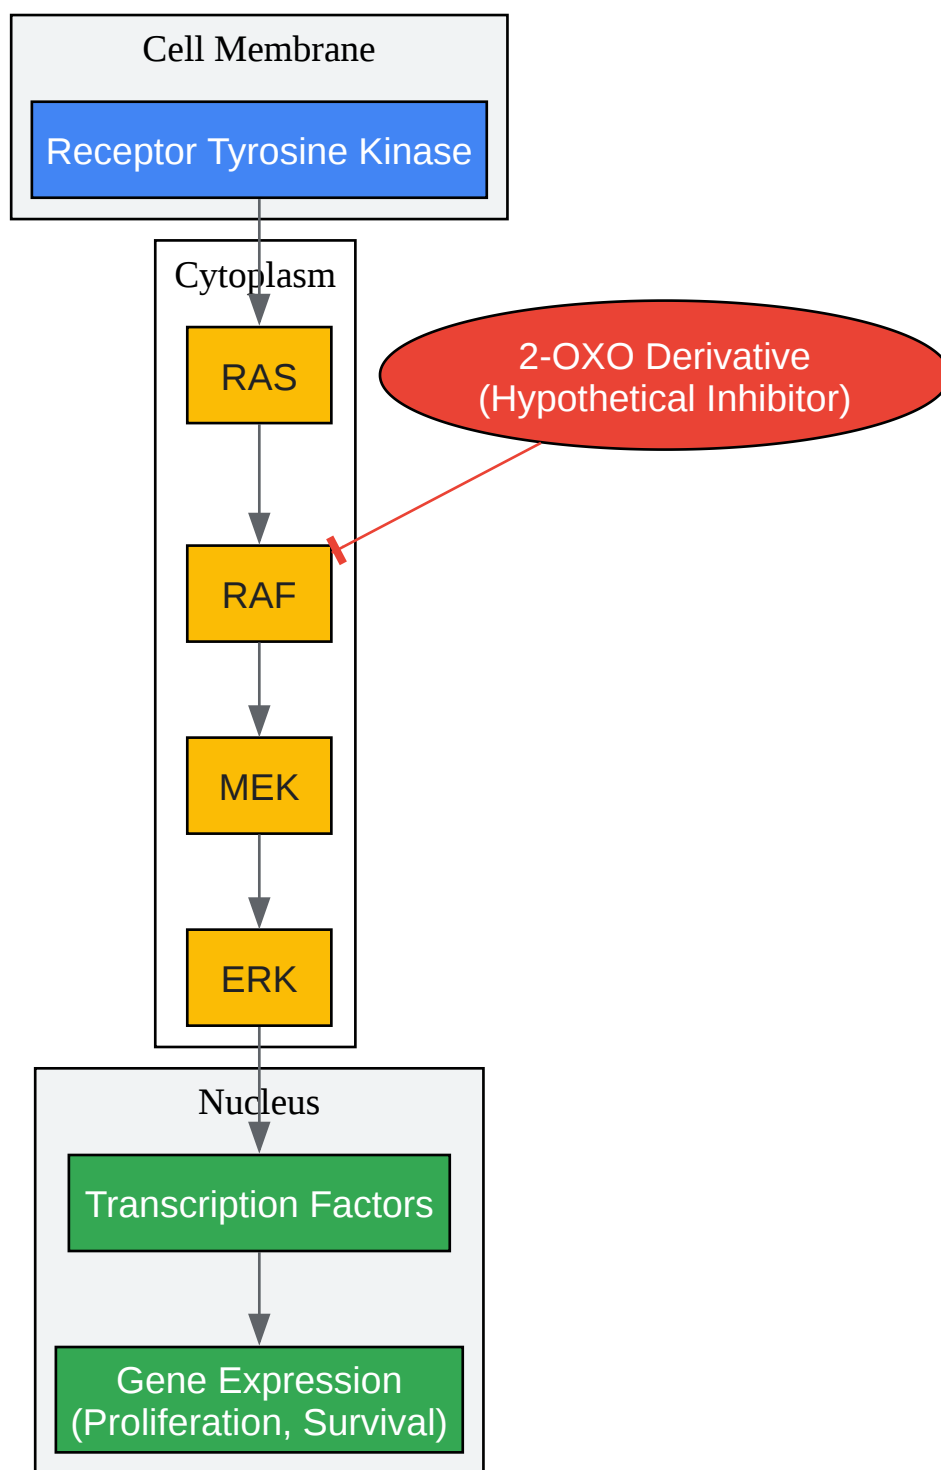 Cell Membrane
Receptor Tyrosine Kinase
Cytoplasm
RAS
2-OXO Derivative
(Hypothetical Inhibitor)
RAF
MEK
ERK
Nucleus
Transcription Factors
Gene Expression
(Proliferation, Survival)